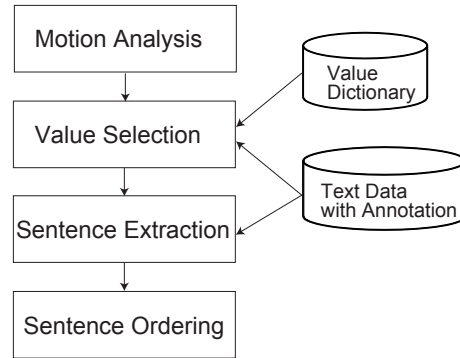 Motion Analysis
Value
Dictionary
Value Selection
Text Data
with Annotation
Sentence Extraction
Sentence Ordering